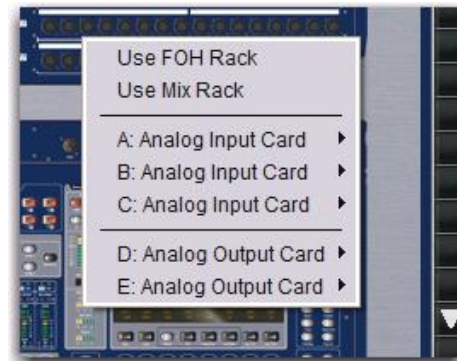 Use FOH Rack
Use Mix Rack
A: Analog Input Card
B: Analog Input Card
C: Analog Input Card
D: Analog Output Card
E: Analog Output Card